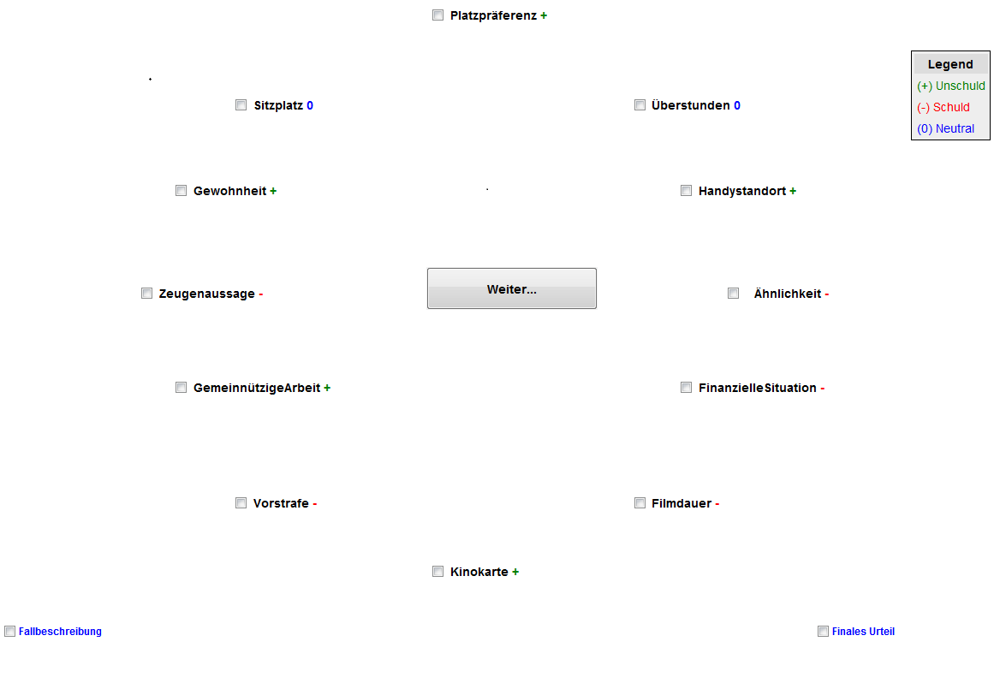 Platzpräferenz +
Legend
(+) Unschuld
(-) Schuld
(0) Neutral
Sitzplatz 0
Überstunden 0
Gewohnheit +
Handystandort +
Zeugenaussage -
Weiter...
Ähnlichkeit -
GemeinnützigeArbeit +
FinanzielleSituation -
Vorstrafe -
Filmdauer -
Kinokarte +
Fallbeschreibung
Finales Urteil